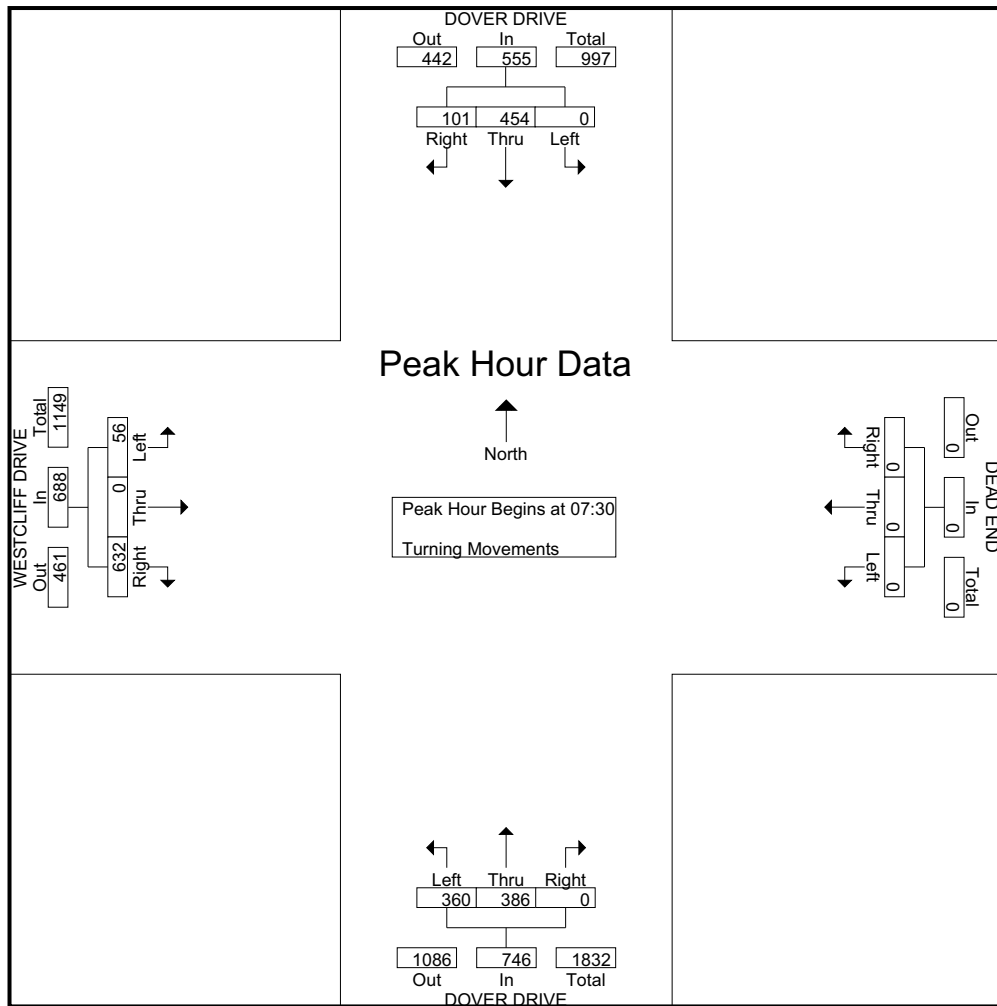 DOVER DRIVE
Out In Total
442 555 997
101 454 0
Right Thru Left
Peak Hour Data
North
Peak Hour Begins at 07:30
Turning Movements
WESTCLIFF DRIVE
Total In Out
1149 688 461
56 0 632
Left Thru Right
Right Thru Left
0 0 0
Out In Total
0 0 0
DEAD END
Left Thru Right
360 386 0
1086 746 1832
Out In Total
DOVER DRIVE